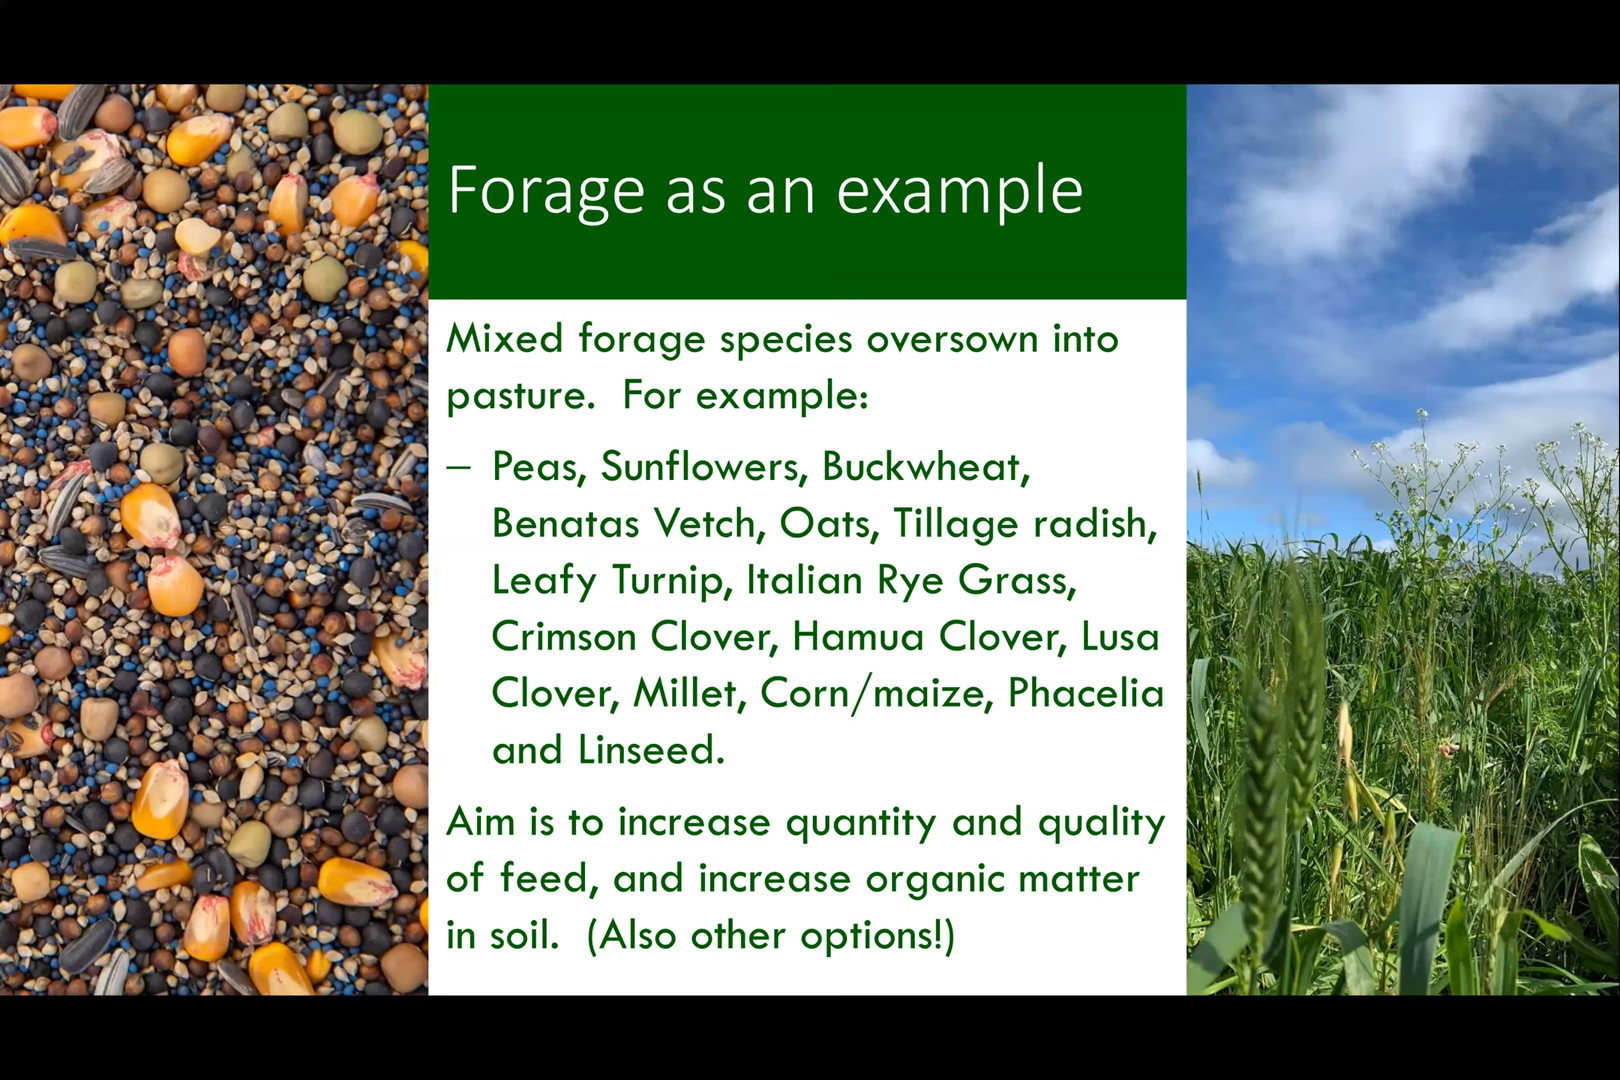 Forage as an example
Mixed forage species oversown into
pasture.  For example:
– Peas, Sunflowers, Buckwheat,
Benatas Vetch, Oats, Tillage radish,
Leafy Turnip, Italian Rye Grass,
Crimson Clover, Hamua Clover, Lusa
Clover, Millet, Corn/maize, Phacelia
and Linseed.
Aim is to increase quantity and quality
of feed, and increase organic matter
in soil.  (Also other options!)